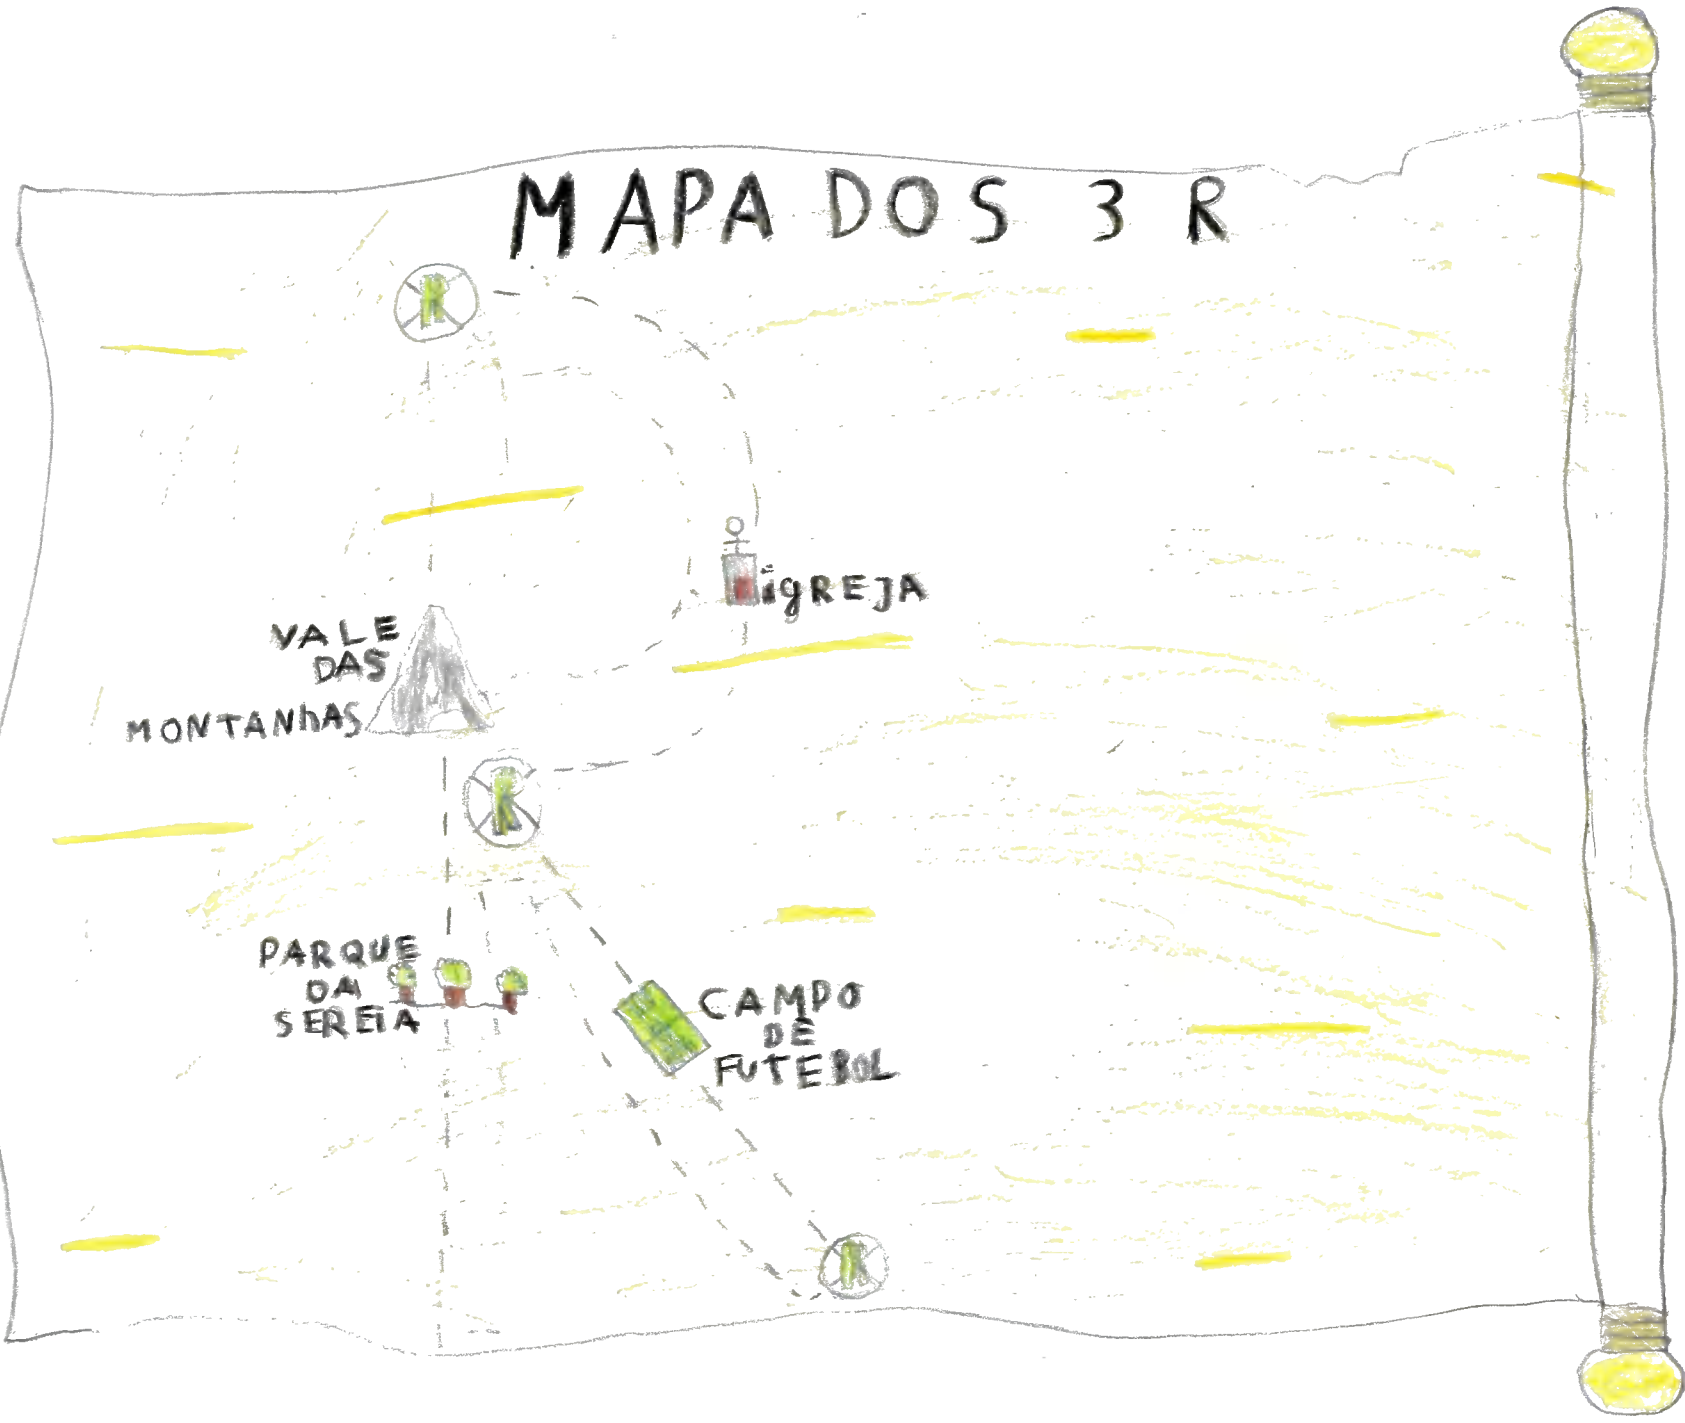 MAPA DOS 3 R
R
iGREJA
VALE
DAS
MONTANhAS
R
PARQUE
DA
SEREIA
CAMPO
DE
FUTEBOL
R